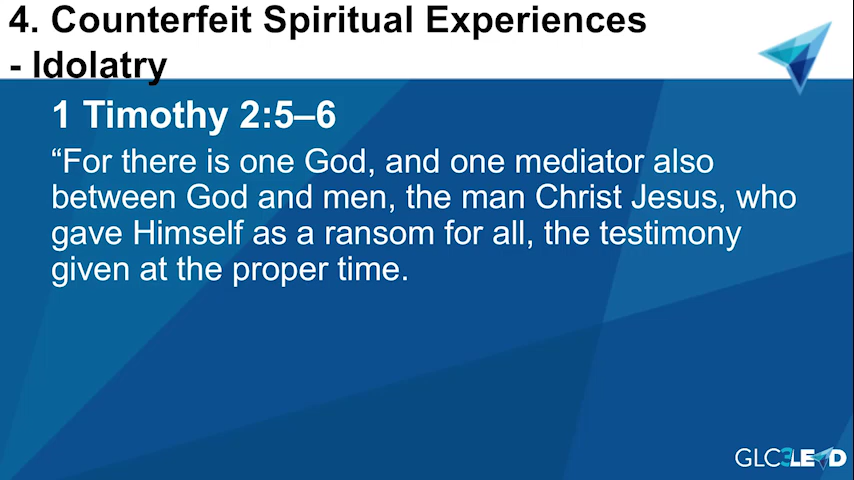 4. Counterfeit Spiritual Experiences
- Idolatry
1 Timothy 2:5–6
“For there is one God, and one mediator also
between God and men, the man Christ Jesus, who
gave Himself as a ransom for all, the testimony
given at the proper time.
GLC3LEAD